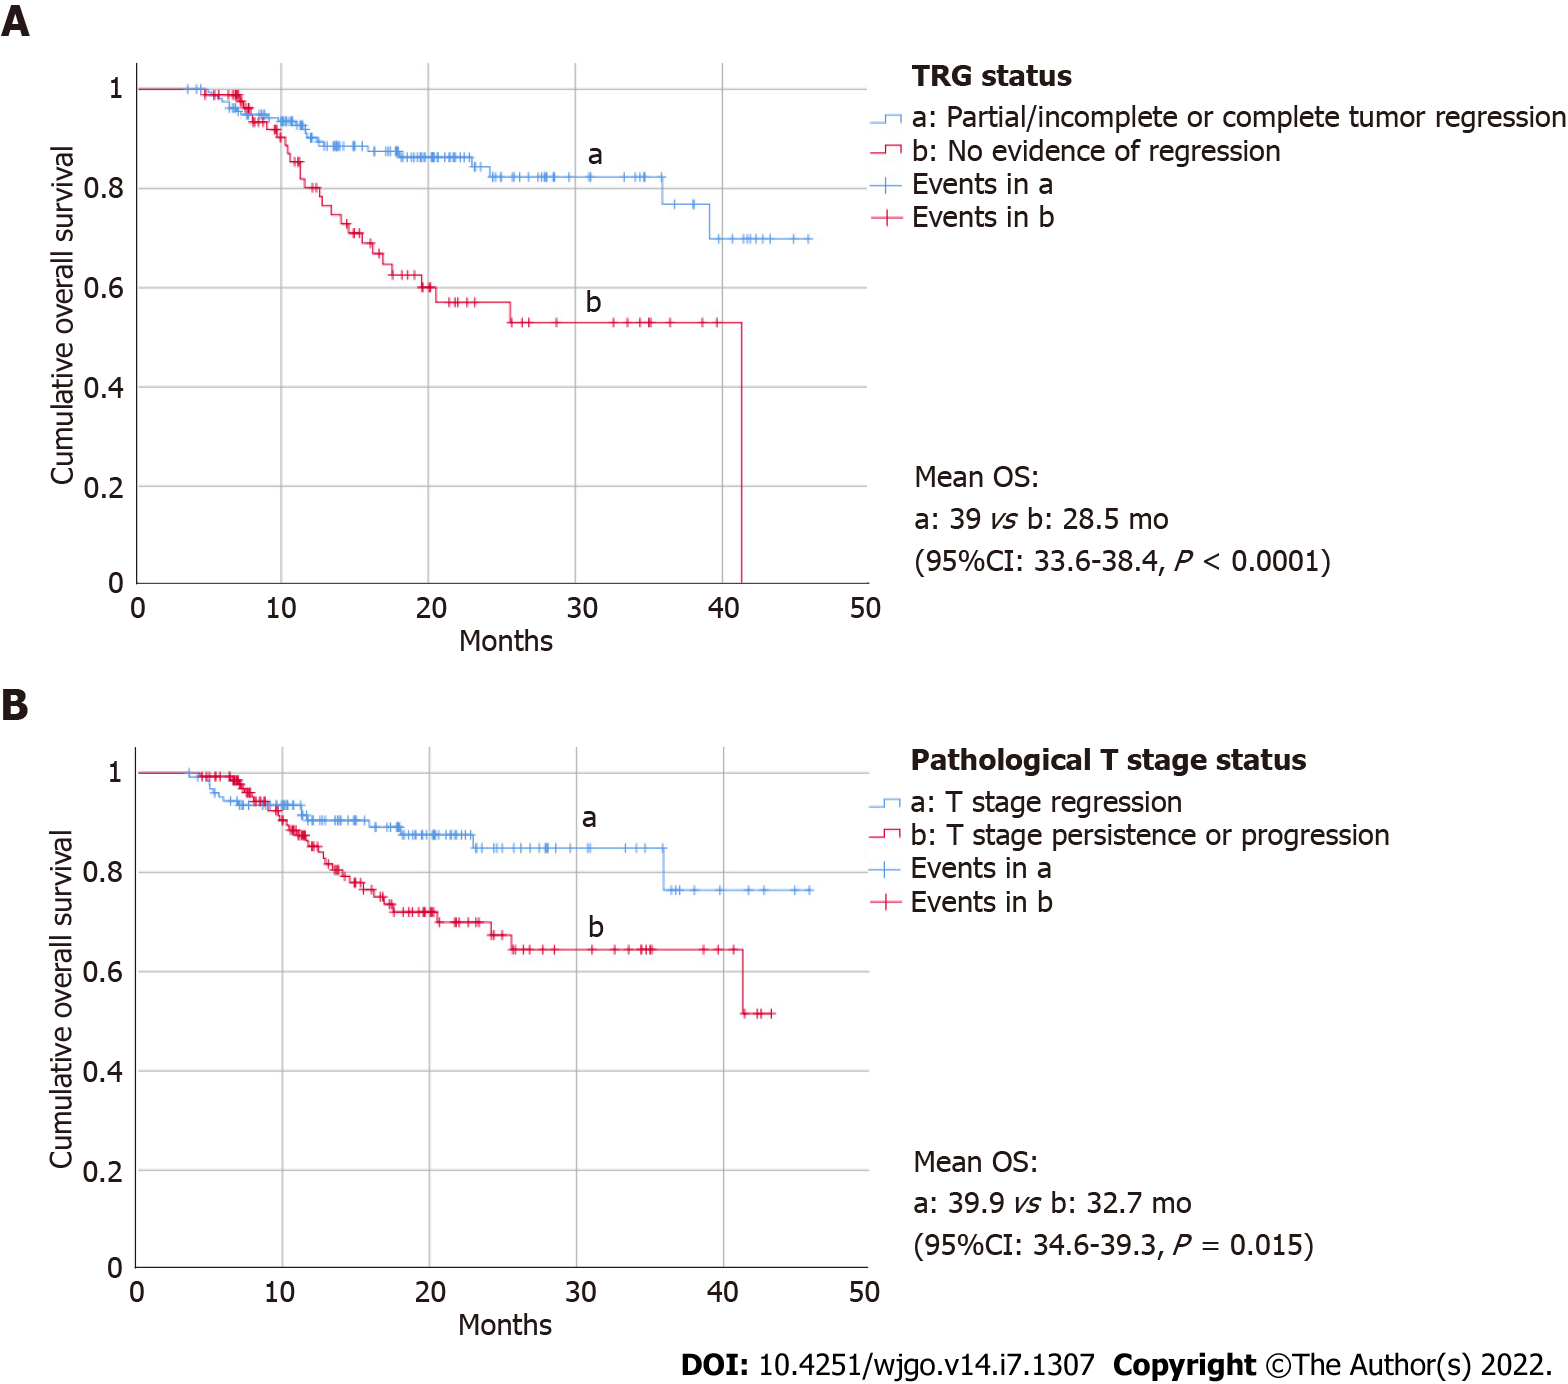 A
Cumulative overall survival
1
0.8
0.6
0.4
0.2
0
0 10 20 30 40 50
Months
a
b
TRG status
a: Partial/incomplete or complete tumor regression
b: No evidence of regression
Events in a
Events in b
Mean OS:
a: 39 vs b: 28.5 mo
(95%CI: 33.6-38.4, P < 0.0001)
B
Cumulative overall survival
1
0.8
0.6
0.4
0.2
0
0 10 20 30 40 50
Months
a
b
Pathological T stage status
a: T stage regression
b: T stage persistence or progression
Events in a
Events in b
Mean OS:
a: 39.9 vs b: 32.7 mo
(95%CI: 34.6-39.3, P = 0.015)
DOI: 10.4251/wjgo.v14.i7.1307 Copyright ©The Author(s) 2022.